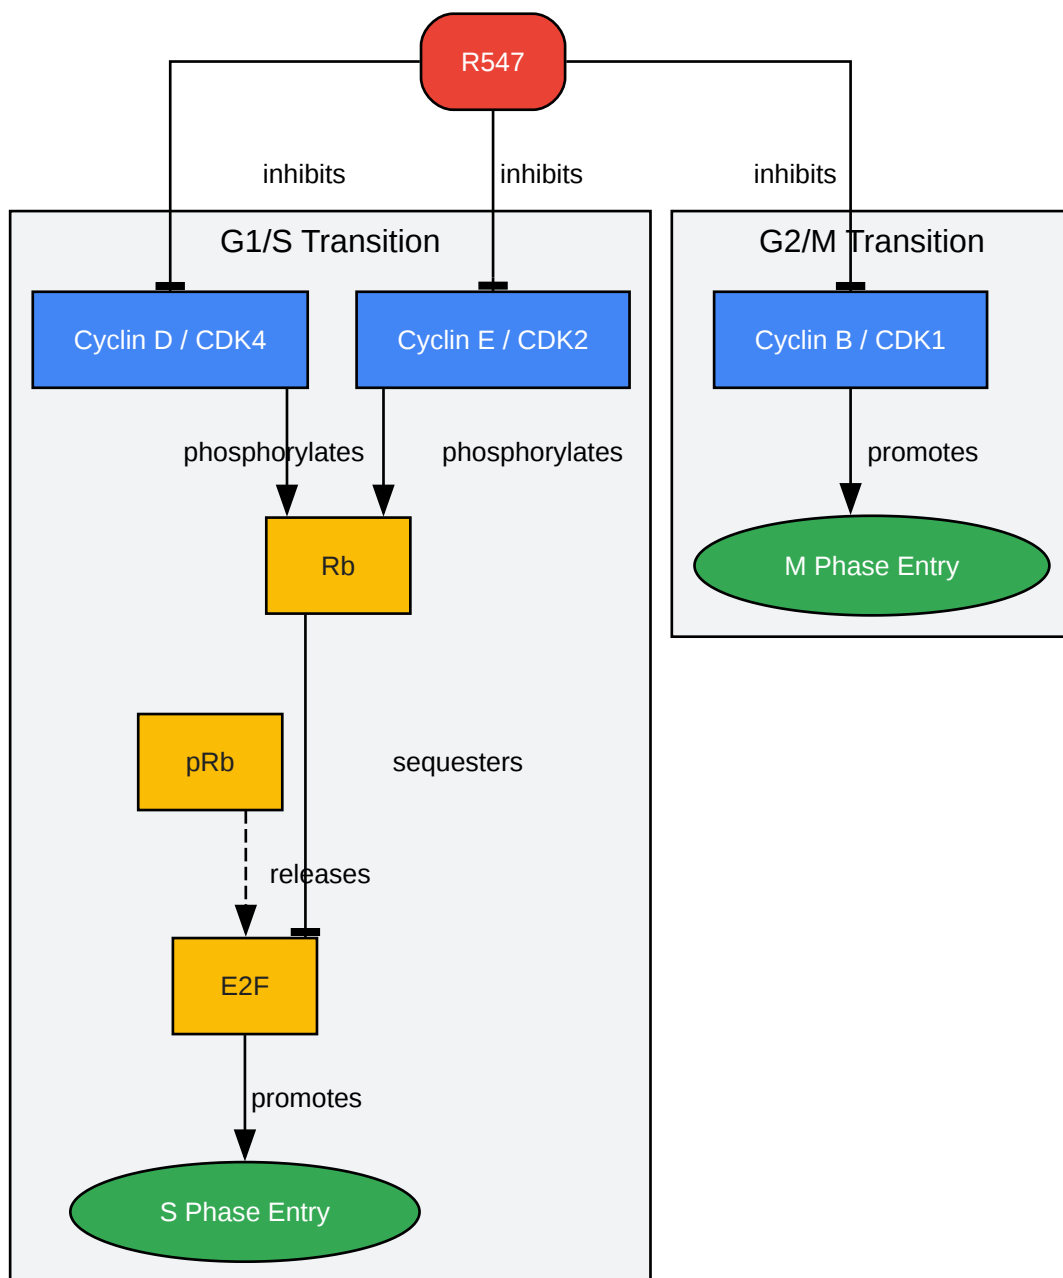 R547
inhibits
inhibits
inhibits
G1/S Transition
G2/M Transition
Cyclin D / CDK4
Cyclin E / CDK2
Cyclin B / CDK1
phosphorylates
phosphorylates
promotes
Rb
M Phase Entry
pRb
sequesters
releases
E2F
promotes
S Phase Entry